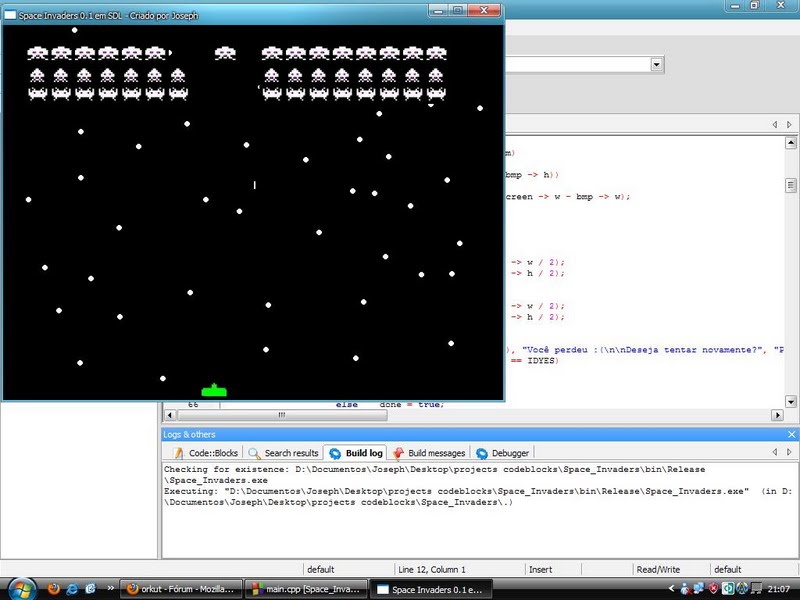 Space Invaders 0.1 em SDL - Criado por Joseph
m)
bmp -> h))
creen -> w - bmp -> w);
-> w / 2);
-> h / 2);
-> w / 2);
-> h / 2);
), "Você perdeu :(\n\nDeseja tentar novamente?", "P
== IDYES)
66 else done = true;
Logs & others
Code::Blocks Search results Build log Build messages Debugger
Checking for existence: D:\Documentos\Joseph\Desktop\projects codeblocks\Space_Invaders\bin\Release
\Space_Invaders.exe
Executing: "D:\Documentos\Joseph\Desktop\projects codeblocks\Space_Invaders\bin\Release\Space_Invaders.exe" (in D:
\Documentos\Joseph\Desktop\projects codeblocks\Space_Invaders\.)
default Line 12, Column 1 Insert Read/Write default
orkut - Fórum - Mozilla... main.cpp [Space_Inva... Space Invaders 0.1 e... 21:07